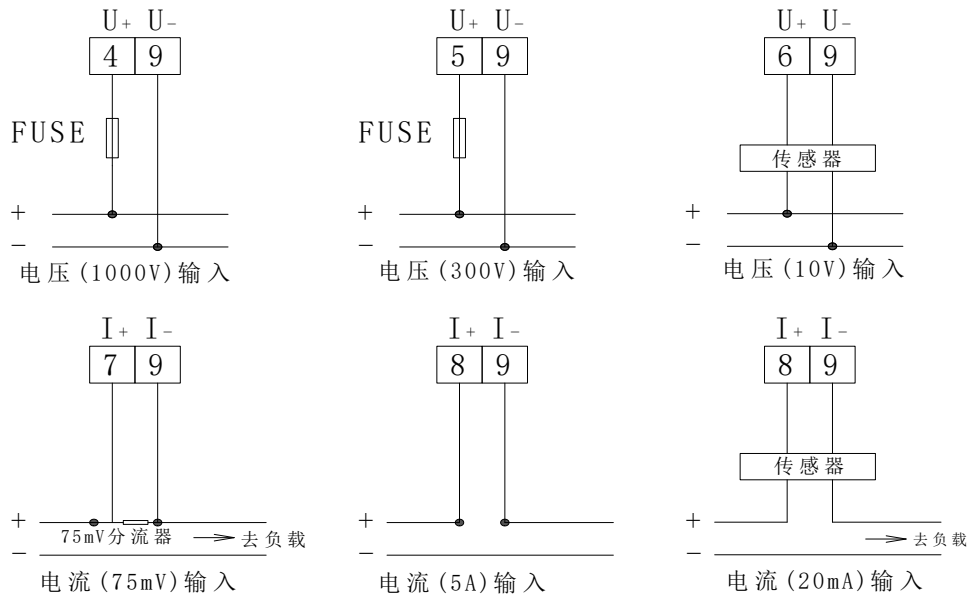 U+ U-
4 9
FUSE
+
-
电压(1000V)输入
U+ U-
5 9
FUSE
+
-
电压(300V)输入
U+ U-
6 9
传感器
+
-
电压(10V)输入
I+ I-
7 9
+
75mV分流器 去负载
-
电流(75mV)输入
I+ I-
8 9
+
-
电流(5A)输入
I+ I-
8 9
传感器
+
去负载
-
电流(20mA)输入